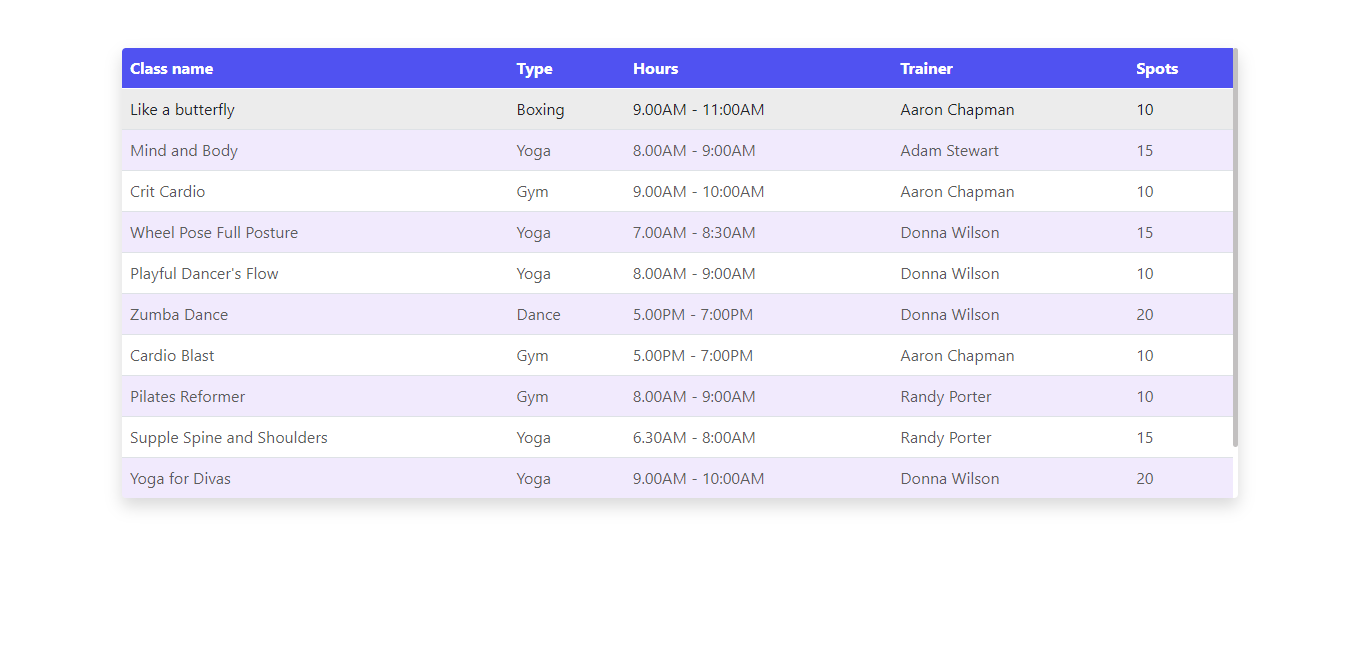 Class name Type Hours Trainer Spots
Like a butterfly Boxing 9.00AM - 11:00AM Aaron Chapman 10
Mind and Body Yoga 8.00AM - 9:00AM Adam Stewart 15
Crit Cardio Gym 9.00AM - 10:00AM Aaron Chapman 10
Wheel Pose Full Posture Yoga 7.00AM - 8:30AM Donna Wilson 15
Playful Dancer's Flow Yoga 8.00AM - 9:00AM Donna Wilson 10
Zumba Dance Dance 5.00PM - 7:00PM Donna Wilson 20
Cardio Blast Gym 5.00PM - 7:00PM Aaron Chapman 10
Pilates Reformer Gym 8.00AM - 9:00AM Randy Porter 10
Supple Spine and Shoulders Yoga 6.30AM - 8:00AM Randy Porter 15
Yoga for Divas Yoga 9.00AM - 10:00AM Donna Wilson 20